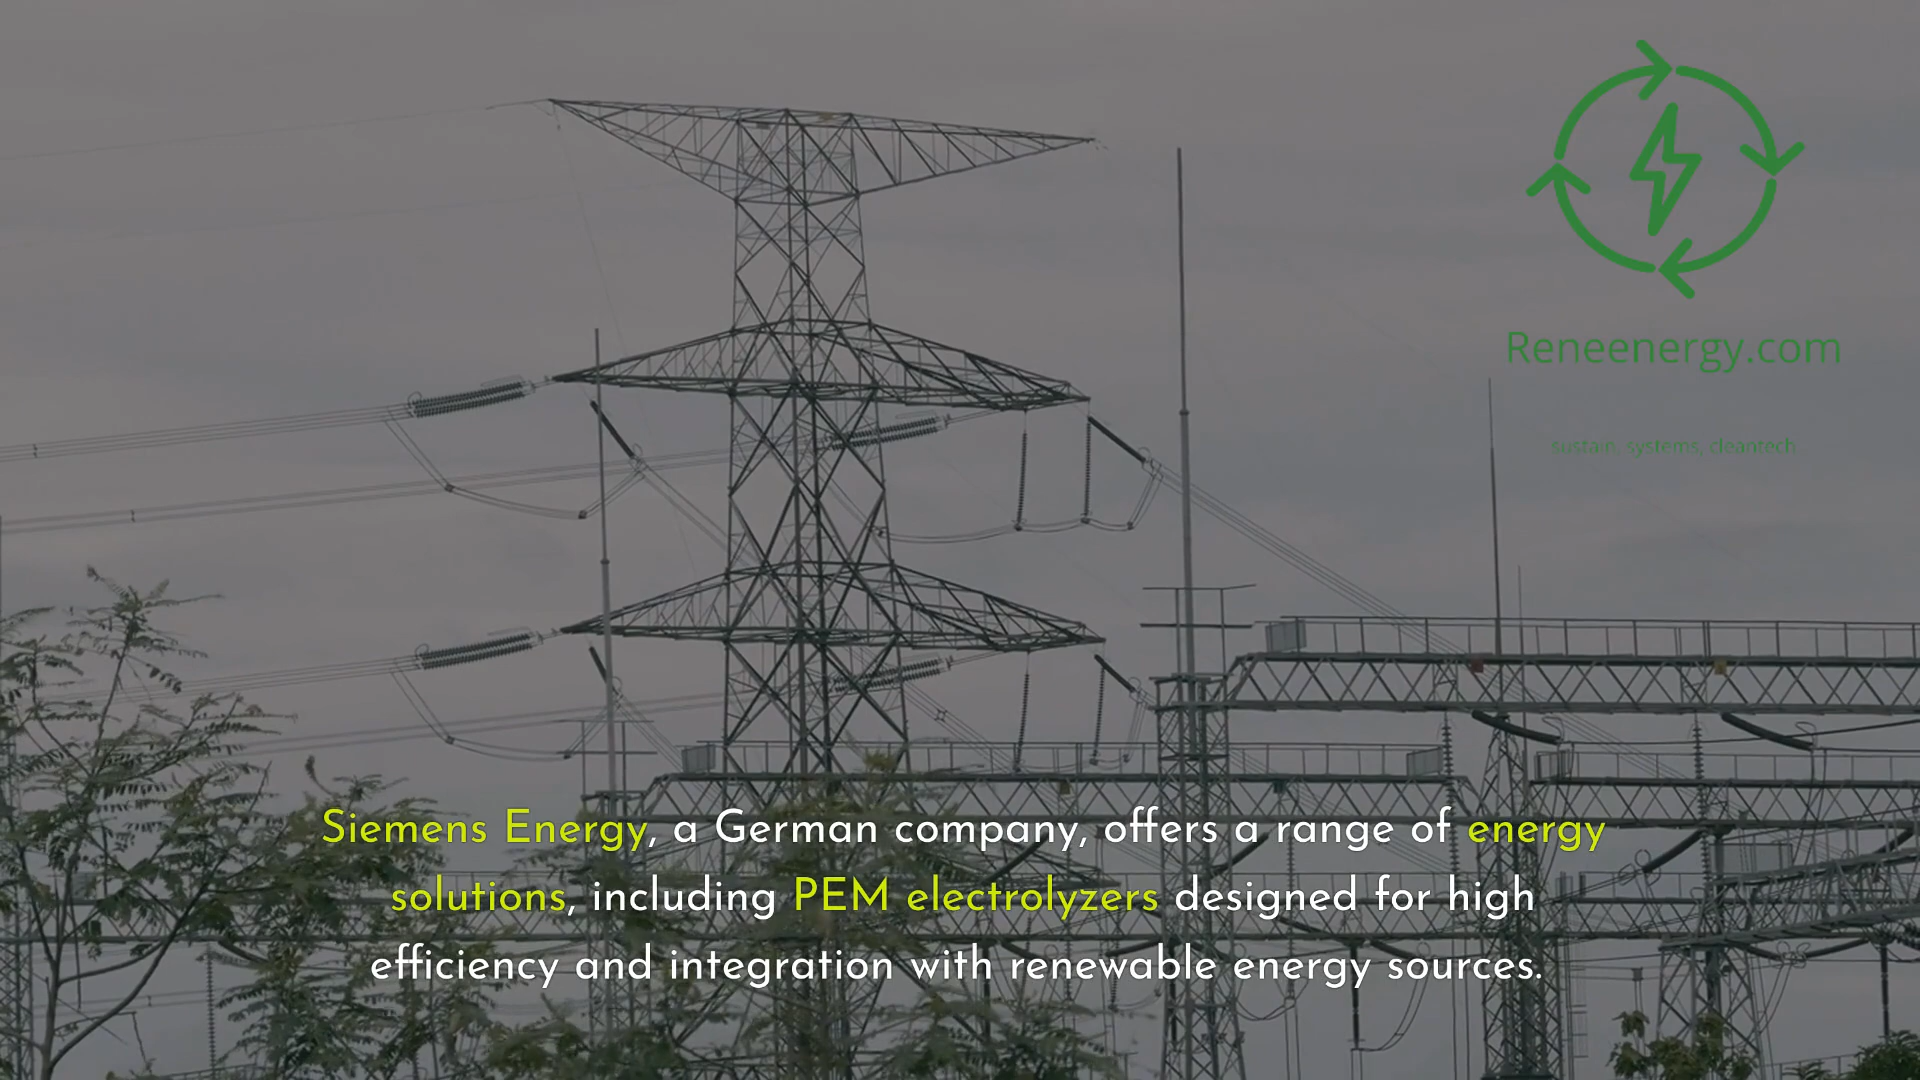 Reneenergy.com
sustain, systems, cleantech
Siemens Energy, a German company, offers a range of energy
solutions, including PEM electrolyzers designed for high
efficiency and integration with renewable energy sources.